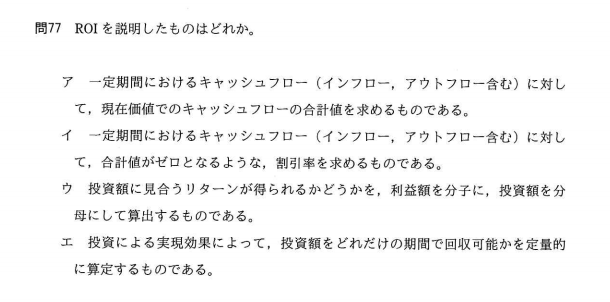 問77 ROIを説明したものはどれか。
ア 一定期間におけるキャッシュフロー(インフロー,アウトフロー含む)に対し
て,現在価値でのキャッシュフローの合計値を求めるものである。
イ 一定期間におけるキャッシュフロー(インフロー,アウトフロー含む)に対し
て,合計値がゼロとなるような,割引率を求めるものである。
ウ 投資額に見合うリターンが得られるかどうかを,利益額を分子に,投資額を分
母にして算出するものである。
エ 投資による実現効果によって,投資額をどれだけの期間で回収可能かを定量的
に算定するものである。